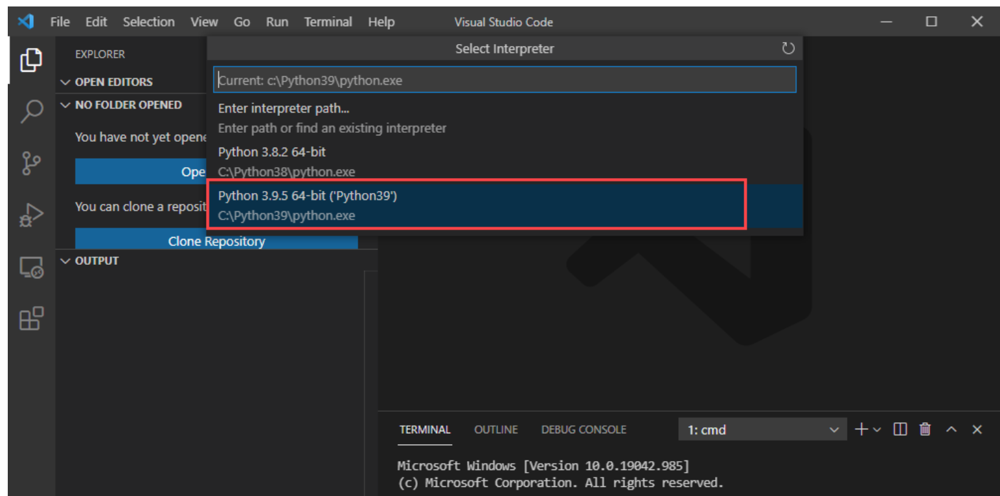 File Edit Selection View Go Run Terminal Help Visual Studio Code
Select Interpreter
EXPLORER
Current: c:\Python39\python.exe
OPEN EDITORS
NO FOLDER OPENED
Enter interpreter path...
Enter path or find an existing interpreter
You have not yet opene
Python 3.8.2 64-bit
Ope
C:\Python38\python.exe
Python 3.9.5 64-bit ('Python39')
You can clone a reposit
C:\Python39\python.exe
Clone Repository
OUTPUT
TERMINAL OUTLINE DEBUG CONSOLE 1: cmd
Microsoft Windows [Version 10.0.19042.985]
(c) Microsoft Corporation. All rights reserved.